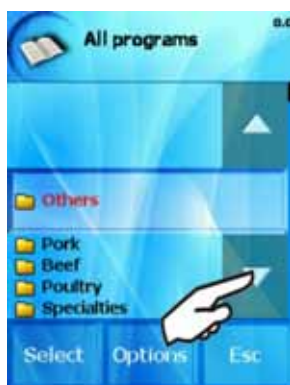 All programs
Others
Pork
Beef
Poultry
Specialties
Select Options Esc